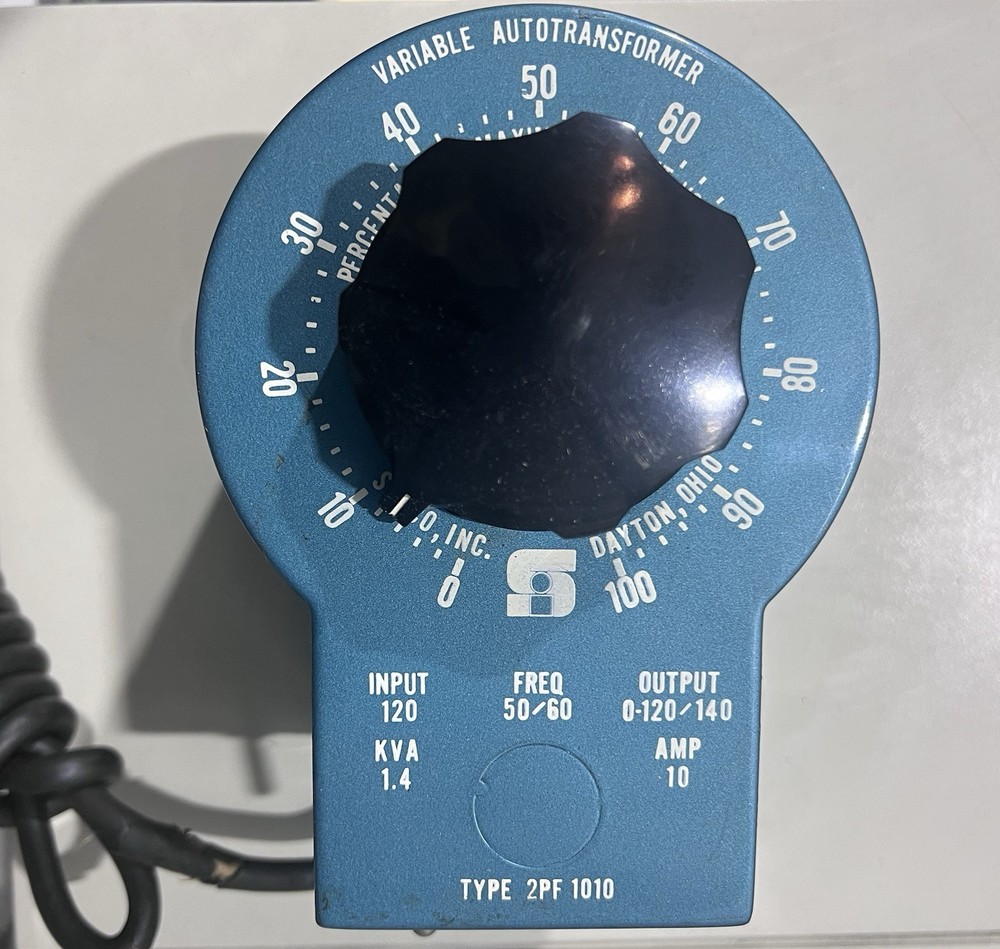 VARIABLE AUTOTRANSFORMER
0
10
20
30
40
50
60
70
80
90
100
INC.
DAYTON, OHIO
INPUT
120
FREQ
50/60
OUTPUT
0-120/140
KVA
1.4
AMP
10
TYPE 2PF 1010